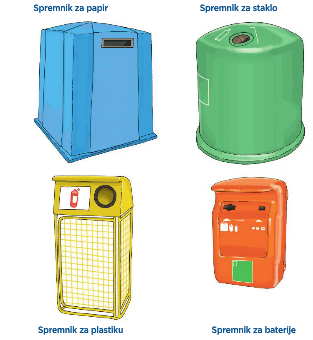 Spremnik za papir
Spremnik za staklo
Spremnik za plastiku
Spremnik za baterije